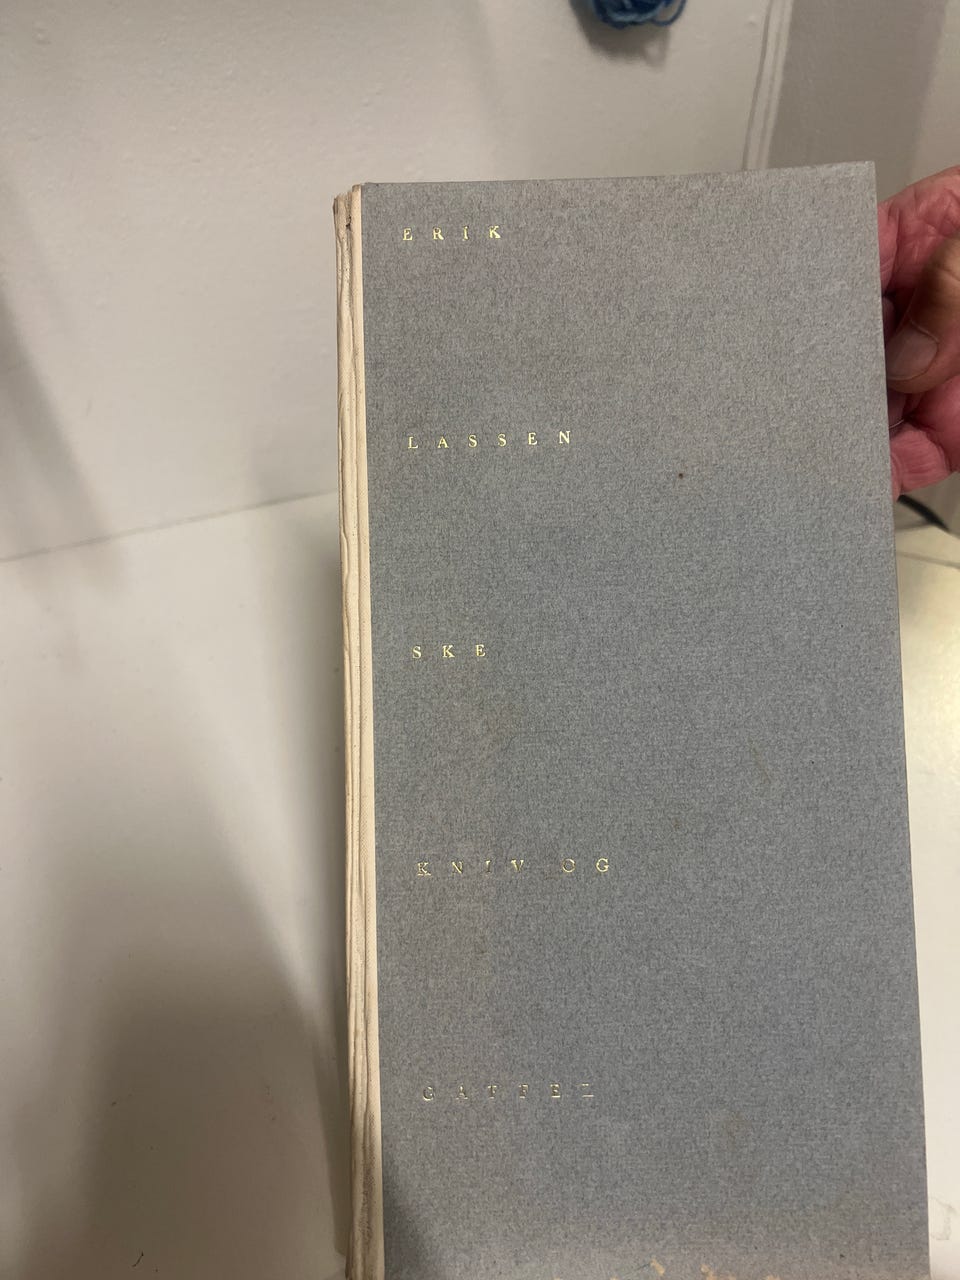 ERIK
LASSEN
SKE
KNIV OG
GAFFEL